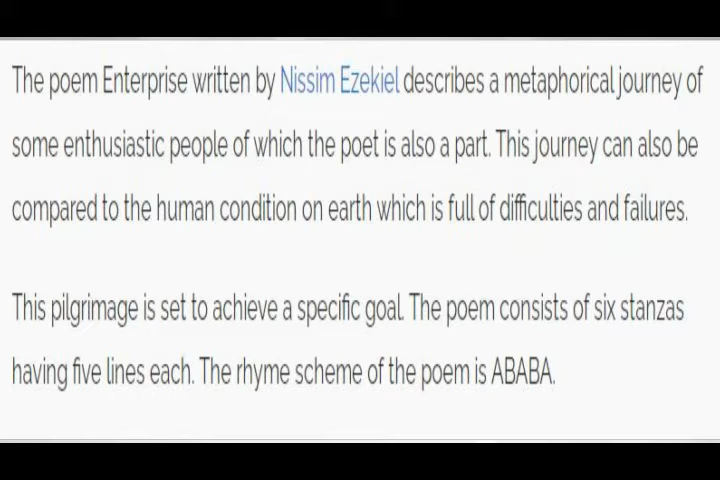 The poem Enterprise written by Nissim Ezekiel describes a metaphorical journey of
some enthusiastic people of which the poet is also a part. This journey can also be
compared to the human condition on earth which is full of difficulties and failures.
This pilgrimage is set to achieve a specific goal. The poem consists of six stanzas
having five lines each. The rhyme scheme of the poem is ABABA.